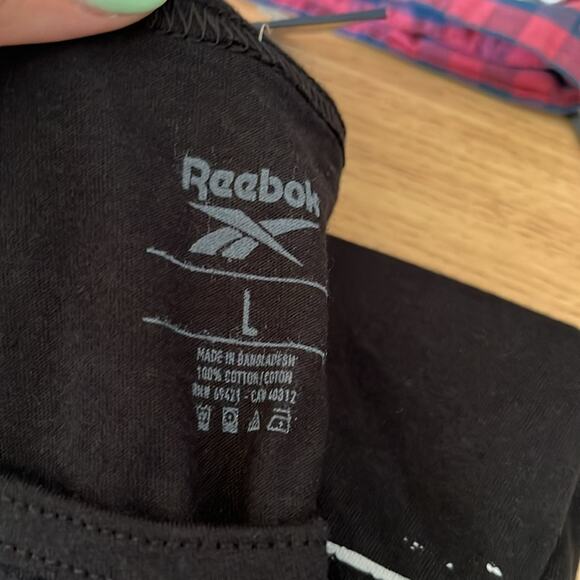 Reebok
L
MADE IN BANGLADESH
100% COTTON/COTON
RN# 69421 - CA# 40312